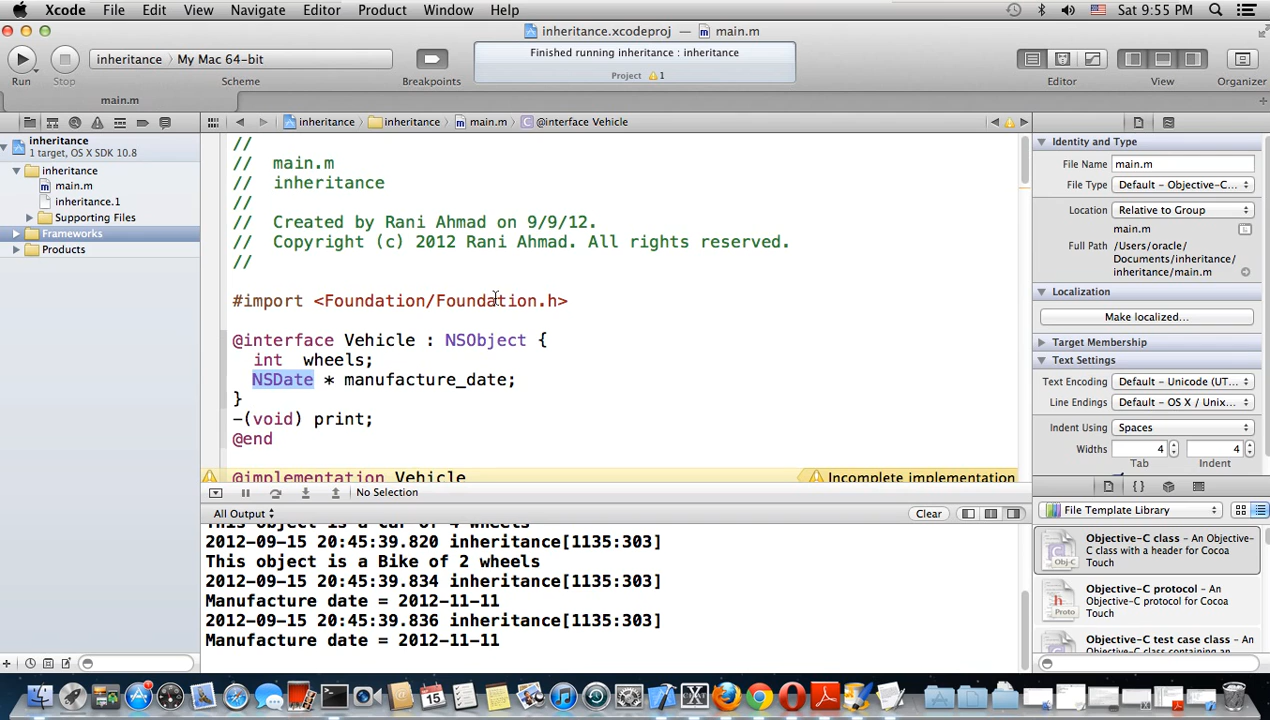 Xcode File Edit View Navigate Editor Product Window Help Sat 9:55 PM
inheritance.xcodeproj — main.m
Run Stop
inheritance My Mac 64-bit
Scheme
Breakpoints
Finished running inheritance : inheritance
Project 1
Editor View Organizer
main.m
inheritance inheritance main.m @interface Vehicle
inheritance
1 target, OS X SDK 10.8
inheritance
main.m
inheritance.1
Supporting Files
Frameworks
Products
//
// main.m
// inheritance
//
// Created by Rani Ahmad on 9/9/12.
// Copyright (c) 2012 Rani Ahmad. All rights reserved.
//
#import <Foundation/Foundation.h>
@interface Vehicle : NSObject {
int wheels;
NSDate * manufacture_date;
}
-(void) print;
@end
@implementation Vehicle Incomplete implementation
No Selection
All Output Clear
This object is a car of 4 wheels
2012-09-15 20:45:39.820 inheritance[1135:303]
This object is a Bike of 2 wheels
2012-09-15 20:45:39.834 inheritance[1135:303]
Manufacture date = 2012-11-11
2012-09-15 20:45:39.836 inheritance[1135:303]
Manufacture date = 2012-11-11
Identity and Type
File Name main.m
File Type Default - Objective-C...
Location Relative to Group
main.m
Full Path /Users/oracle/
Documents/inheritance/
inheritance/main.m
Localization
Make localized...
Target Membership
Text Settings
Text Encoding Default - Unicode (UT...
Line Endings Default - OS X / Unix...
Indent Using Spaces
Widths 4 4
Tab Indent
File Template Library
Objective-C class - An Objective-
C class with a header for Cocoa
Touch
Objective-C protocol - An
Objective-C protocol for Cocoa
Touch
Objective-C test case class - An